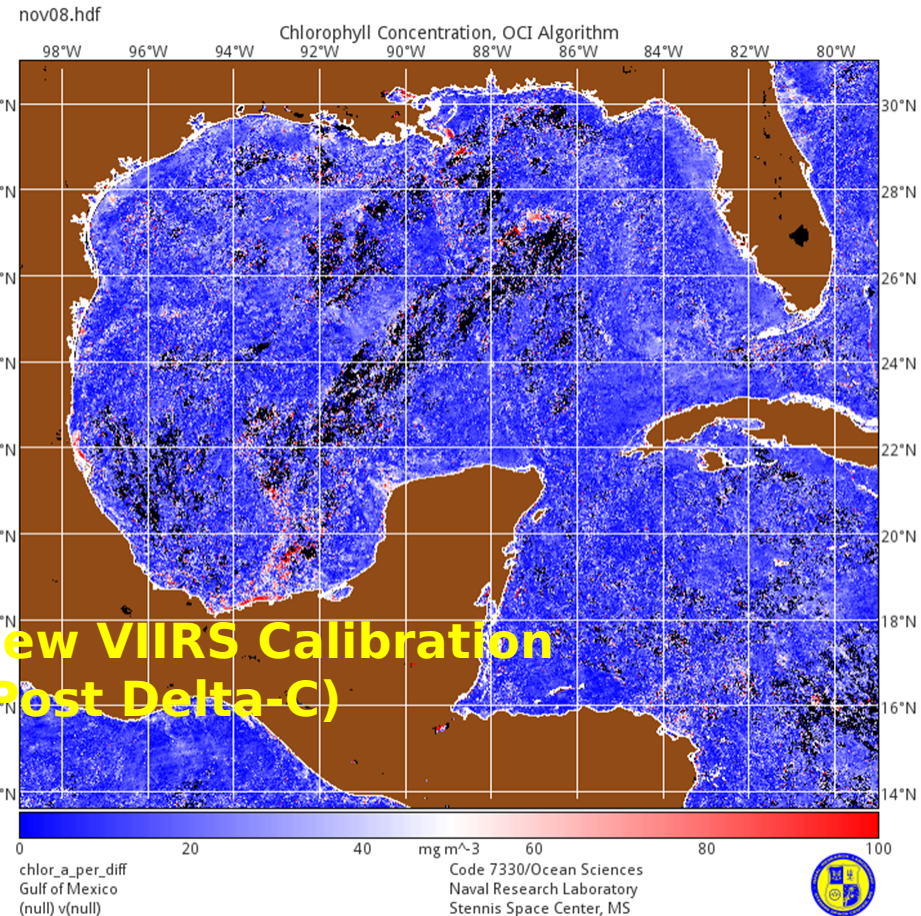 nov08.hdf
Chlorophyll Concentration, OCI Algorithm
98°W 96°W 94°W 92°W 90°W 88°W 86°W 84°W 82°W 80°W
°N 30°N
°N 28°N
°N 26°N
°N 24°N
°N 22°N
°N 20°N
°N 18°N
ew VIIRS Calibration
Post Delta-C)
°N 16°N
°N 14°N
0 20 40 mg m^-3 60 80 100
chlor_a_per_diff Code 7330/Ocean Sciences
Gulf of Mexico Naval Research Laboratory
(null) v(null) Stennis Space Center, MS